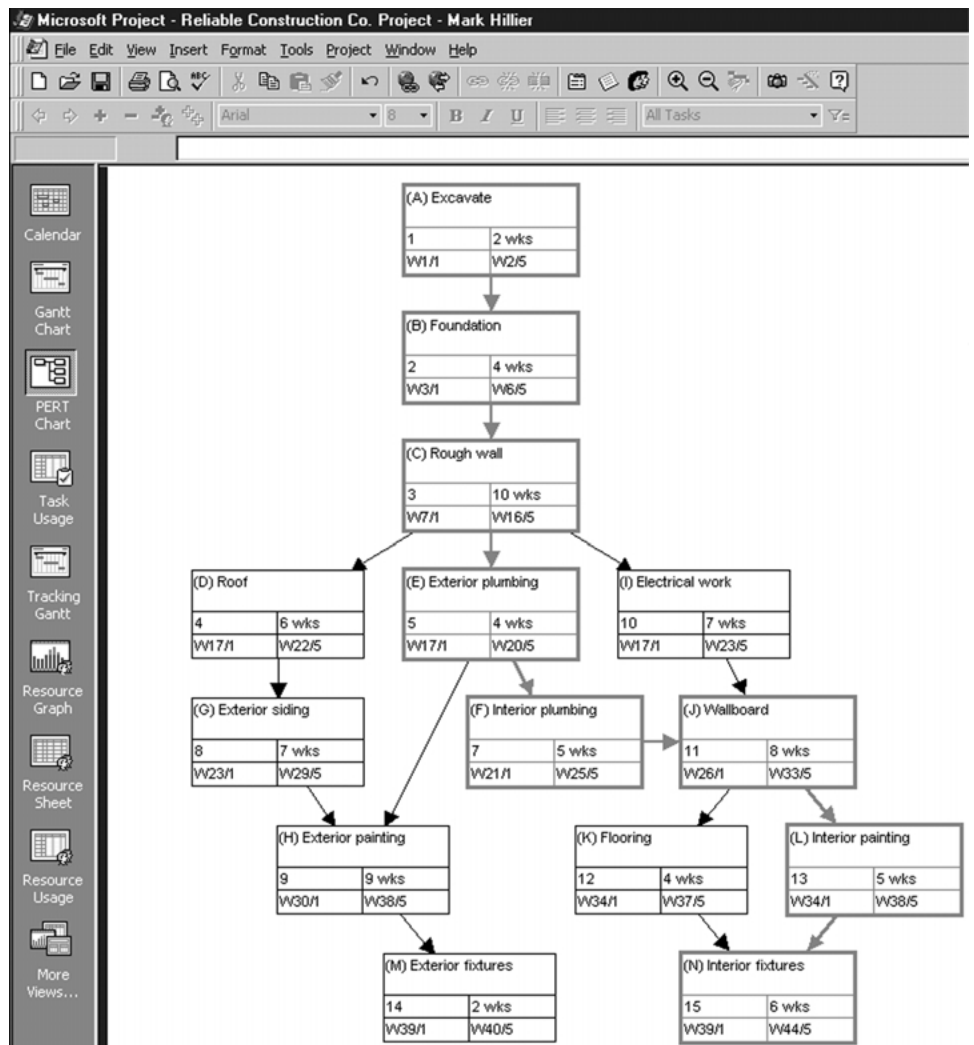 Microsoft Project - Reliable Construction Co. Project - Mark Hillier
File Edit View Insert Format Tools Project Window Help
Arial 8 B I U All Tasks
Calendar
Gantt
Chart
PERT
Chart
Task
Usage
Tracking
Gantt
Resource
Graph
Resource
Sheet
Resource
Usage
More
Views...
(A) Excavate
1 2 wks
W1/1 W2/5
(B) Foundation
2 4 wks
W3/1 W6/5
(C) Rough wall
3 10 wks
W7/1 W16/5
(D) Roof
4 6 wks
W17/1 W22/5
(E) Exterior plumbing
5 4 wks
W17/1 W20/5
(I) Electrical work
10 7 wks
W17/1 W23/5
(G) Exterior siding
8 7 wks
W23/1 W29/5
(F) Interior plumbing
7 5 wks
W21/1 W25/5
(J) Wallboard
11 8 wks
W26/1 W33/5
(H) Exterior painting
9 9 wks
W30/1 W38/5
(K) Flooring
12 4 wks
W34/1 W37/5
(L) Interior painting
13 5 wks
W34/1 W38/5
(M) Exterior fixtures
14 2 wks
W39/1 W40/5
(N) Interior fixtures
15 6 wks
W39/1 W44/5